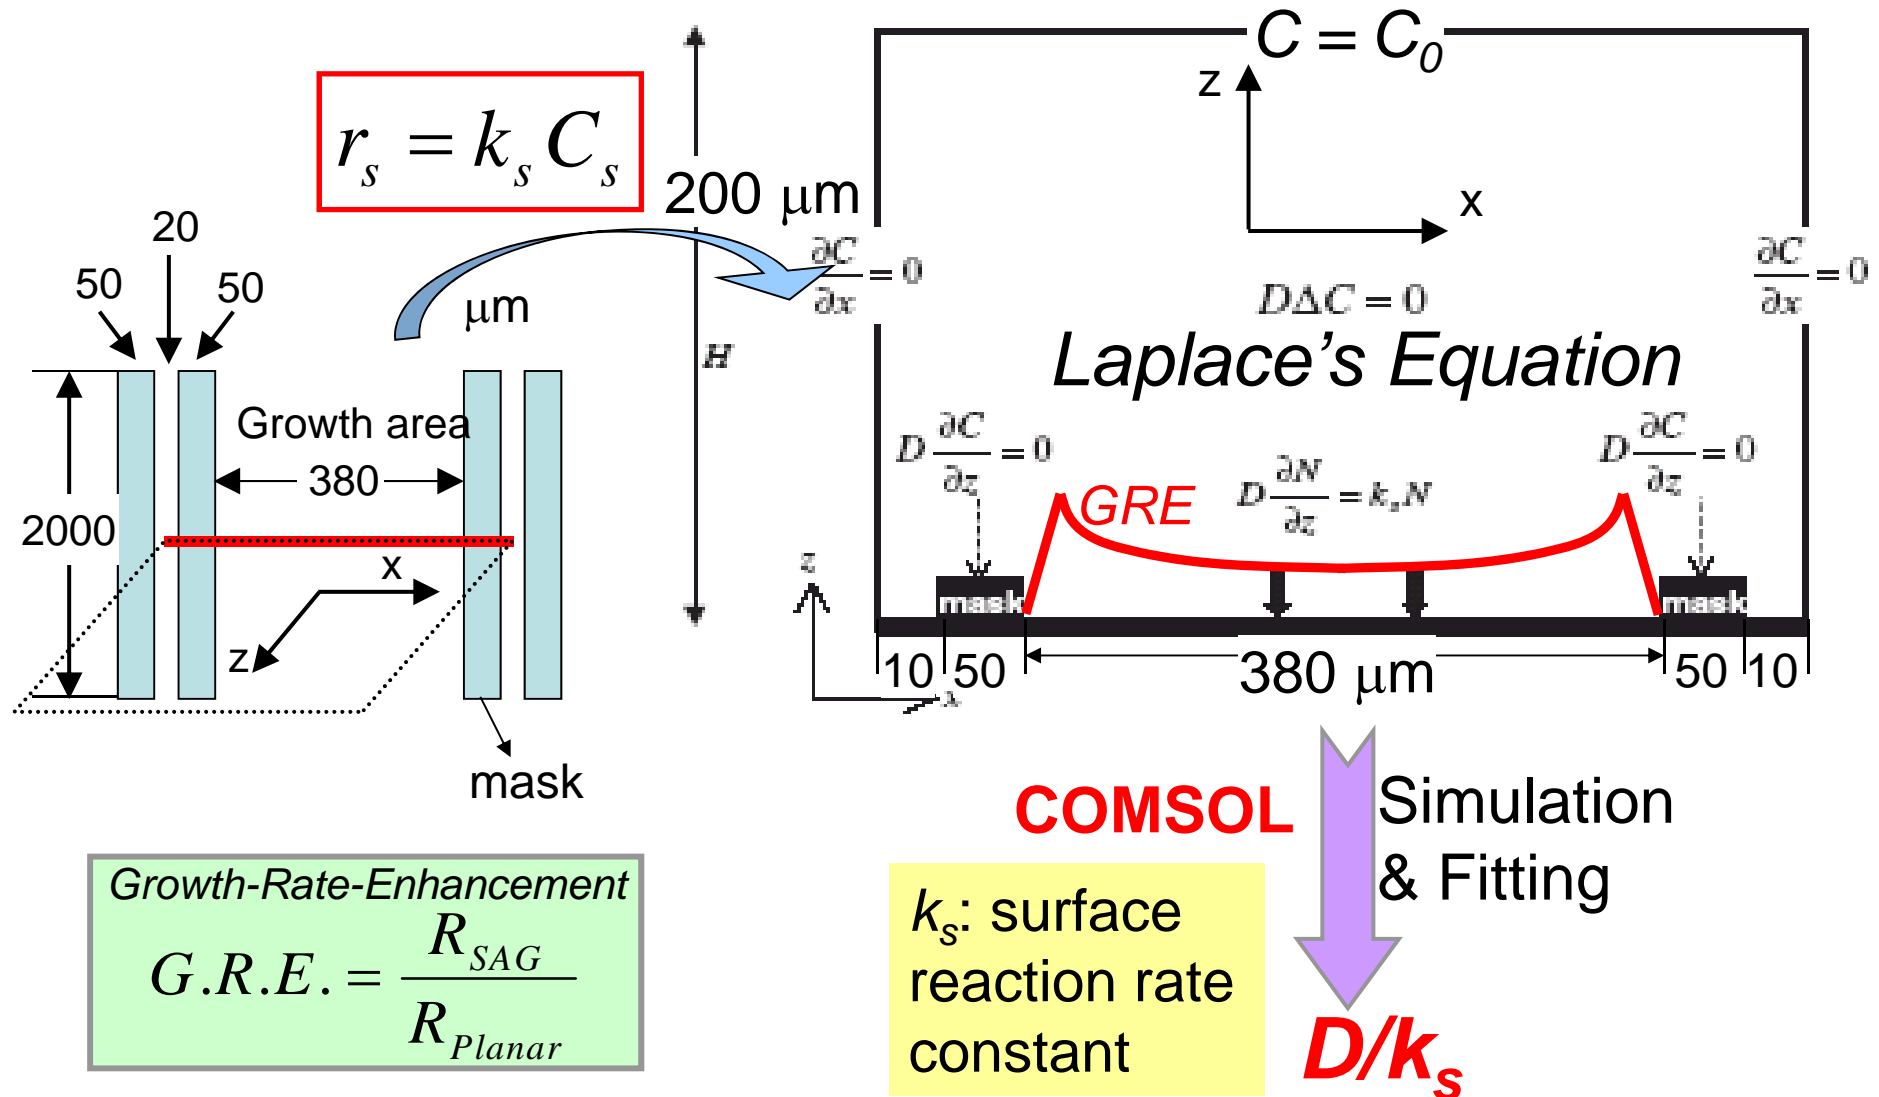 r_s = k_s C_s
20
50
50
μm
2000
Growth area
380
x
z
mask
Growth-Rate-Enhancement
G.R.E. = R_SAG / R_Planar
200 μm
H
C = C_0
z
x
∂C/∂x = 0
∂C/∂x = 0
DΔC = 0
Laplace's Equation
D ∂C/∂z = 0
D ∂C/∂z = 0
GRE
D ∂N/∂z = k_s N
z
mask
mask
10
50
380 μm
50
10
x
COMSOL
Simulation
& Fitting
k_s: surface
reaction rate
constant
D/k_s